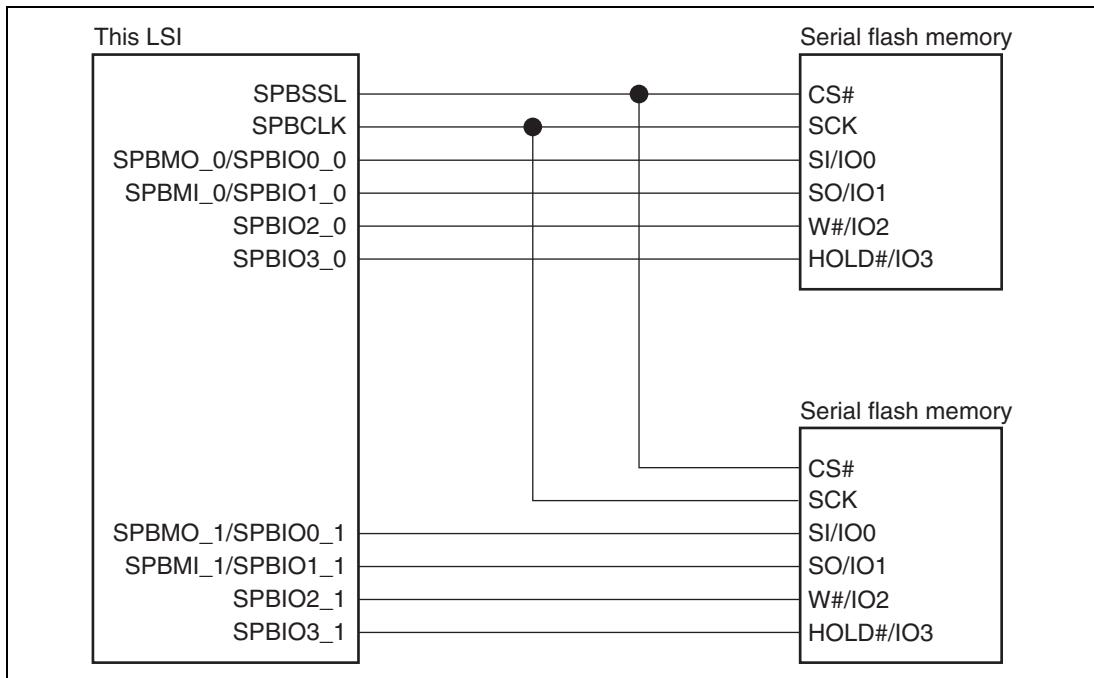 This LSI
SPBSSL
SPBCLK
SPBMO_0/SPBIO0_0
SPBMI_0/SPBIO1_0
SPBIO2_0
SPBIO3_0
SPBMO_1/SPBIO0_1
SPBMI_1/SPBIO1_1
SPBIO2_1
SPBIO3_1
Serial flash memory
CS#
SCK
SI/IO0
SO/IO1
W#/IO2
HOLD#/IO3
Serial flash memory
CS#
SCK
SI/IO0
SO/IO1
W#/IO2
HOLD#/IO3